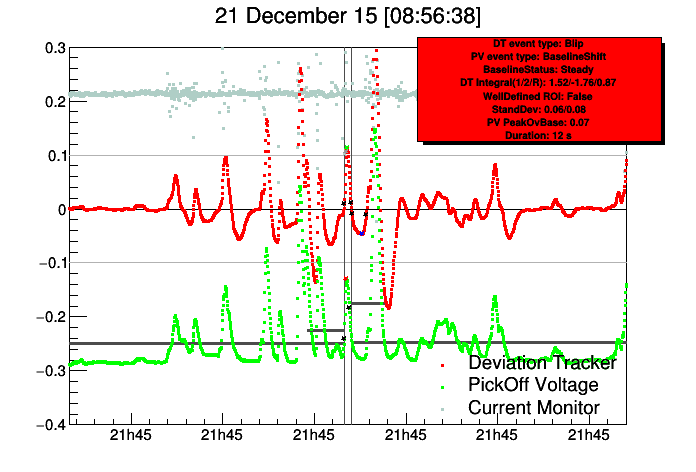 21 December 15 [08:56:38]
DT event type: Blip
PV event type: BaselineShift
BaselineStatus: Steady
DT Integral(1/2/R): 1.52/-1.76/0.87
WellDefined ROI: False
StandDev: 0.06/0.08
PV PeakOvBase: 0.07
Duration: 12 s
0.3
0.2
0.1
0
−0.1
−0.2
−0.3
−0.4
Deviation Tracker
PickOff Voltage
Current Monitor
21h45 21h45 21h45 21h45 21h45 21h45